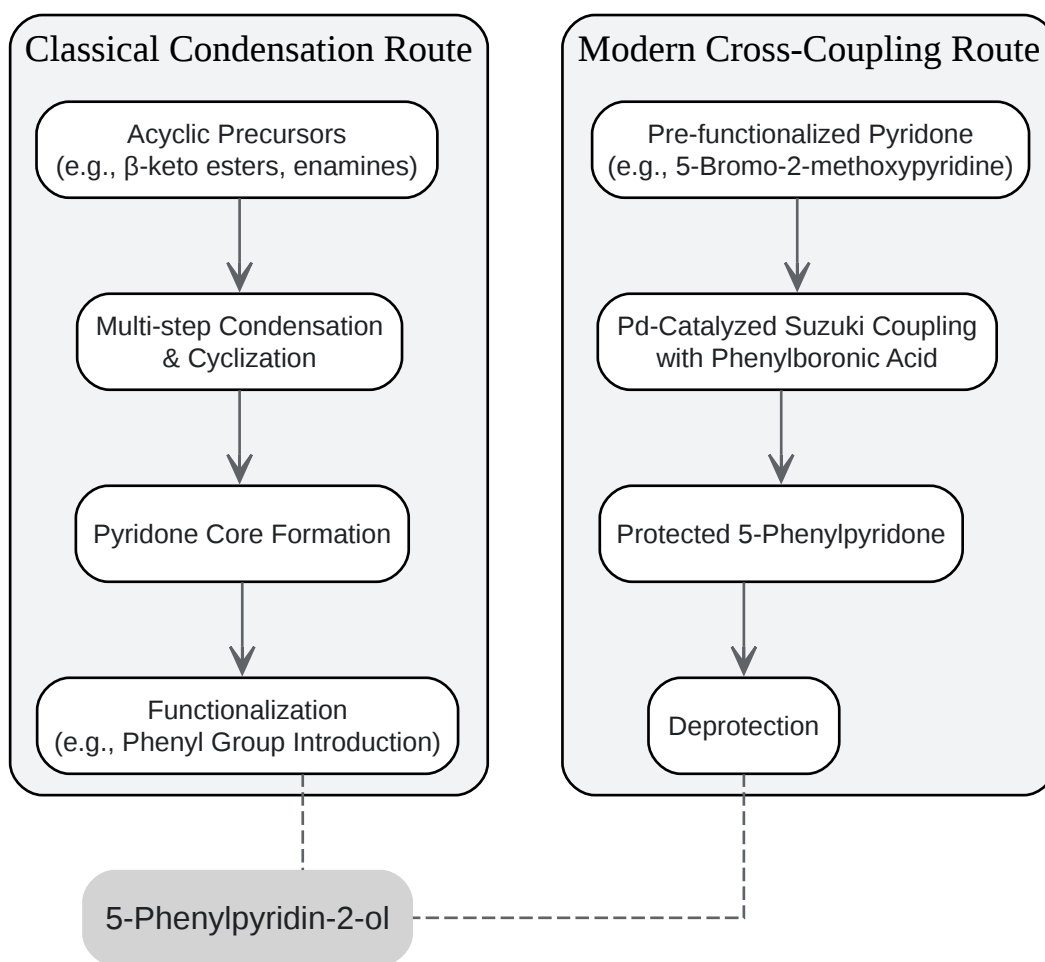 Classical Condensation Route
Acyclic Precursors
(e.g., β-keto esters, enamines)
Multi-step Condensation
& Cyclization
Pyridone Core Formation
Functionalization
(e.g., Phenyl Group Introduction)
Modern Cross-Coupling Route
Pre-functionalized Pyridone
(e.g., 5-Bromo-2-methoxypyridine)
Pd-Catalyzed Suzuki Coupling
with Phenylboronic Acid
Protected 5-Phenylpyridone
Deprotection
5-Phenylpyridin-2-ol